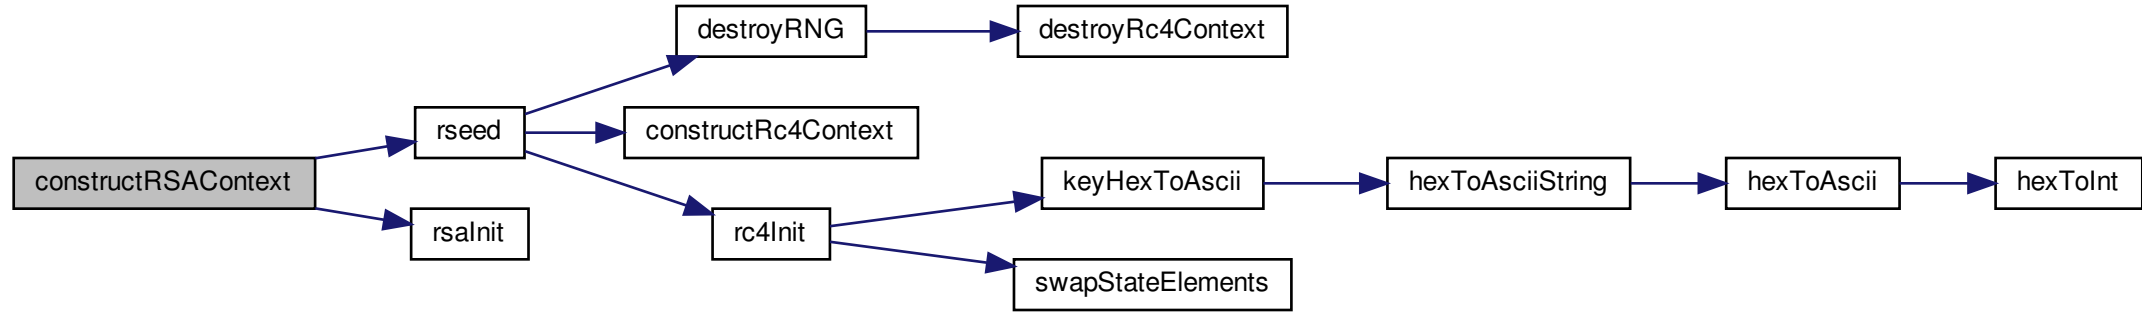 destroyRNG
destroyRc4Context
rseed
constructRc4Context
constructRSAContext
keyHexToAscii
hexToAsciiString
hexToAscii
hexToInt
rsaInit
rc4Init
swapStateElements